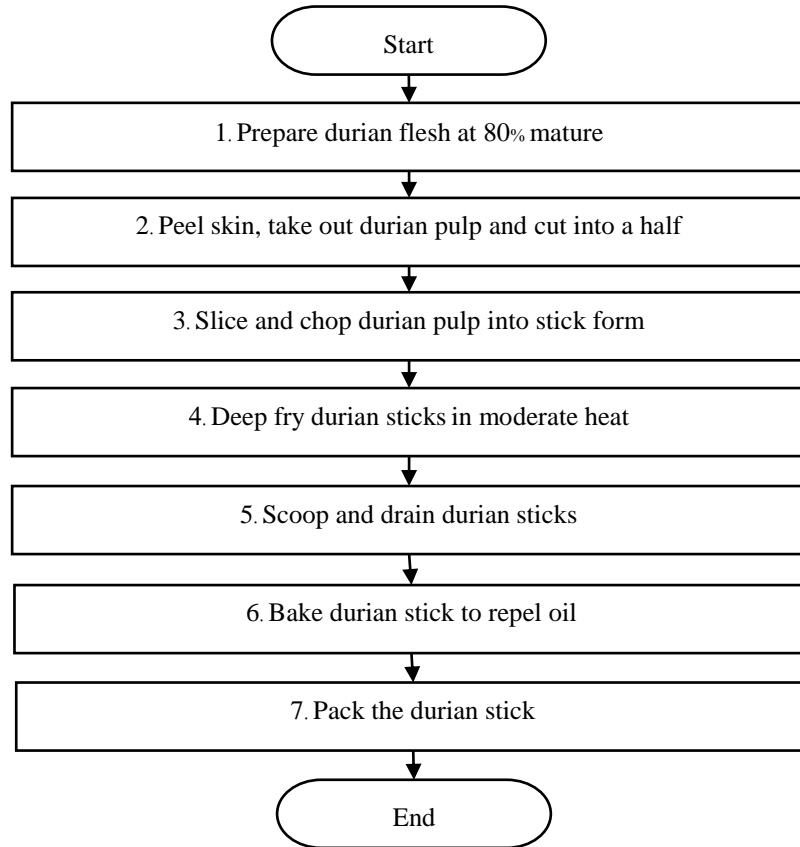 Start
1. Prepare durian flesh at 80% mature
2. Peel skin, take out durian pulp and cut into a half
3. Slice and chop durian pulp into stick form
4. Deep fry durian sticks in moderate heat
5. Scoop and drain durian sticks
6. Bake durian stick to repel oil
7. Pack the durian stick
End